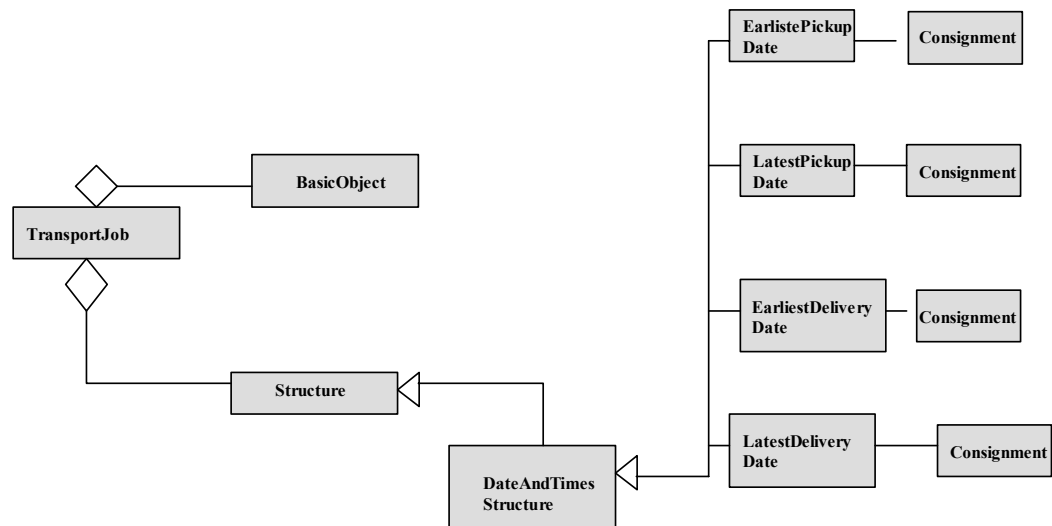 EarlistePickup
Date
Consignment
LatestPickup
Date
Consignment
BasicObject
TransportJob
EarliestDelivery
Date
Consignment
Structure
LatestDelivery
Date
Consignment
DateAndTimes
Structure